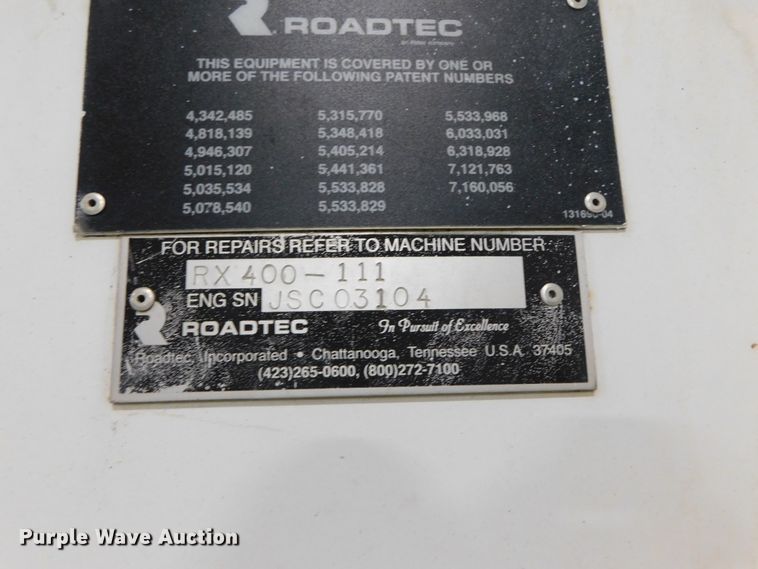 ROADTEC
THIS EQUIPMENT IS COVERED BY ONE OR
MORE OF THE FOLLOWING PATENT NUMBERS
4,342,485 5,315,770 5,533,968
4,818,139 5,348,418 6,033,031
4,946,307 5,405,214 6,318,928
5,015,120 5,441,361 7,121,763
5,035,534 5,533,828 7,160,056
5,078,540 5,533,829
FOR REPAIRS REFER TO MACHINE NUMBER
RX 400-111
ENG SN JSC03104
ROADTEC In Pursuit of Excellence
Roadtec, Incorporated • Chattanooga, Tennessee U.S.A. 37405
(423)265-0600, (800)272-7100
Purple Wave Auction